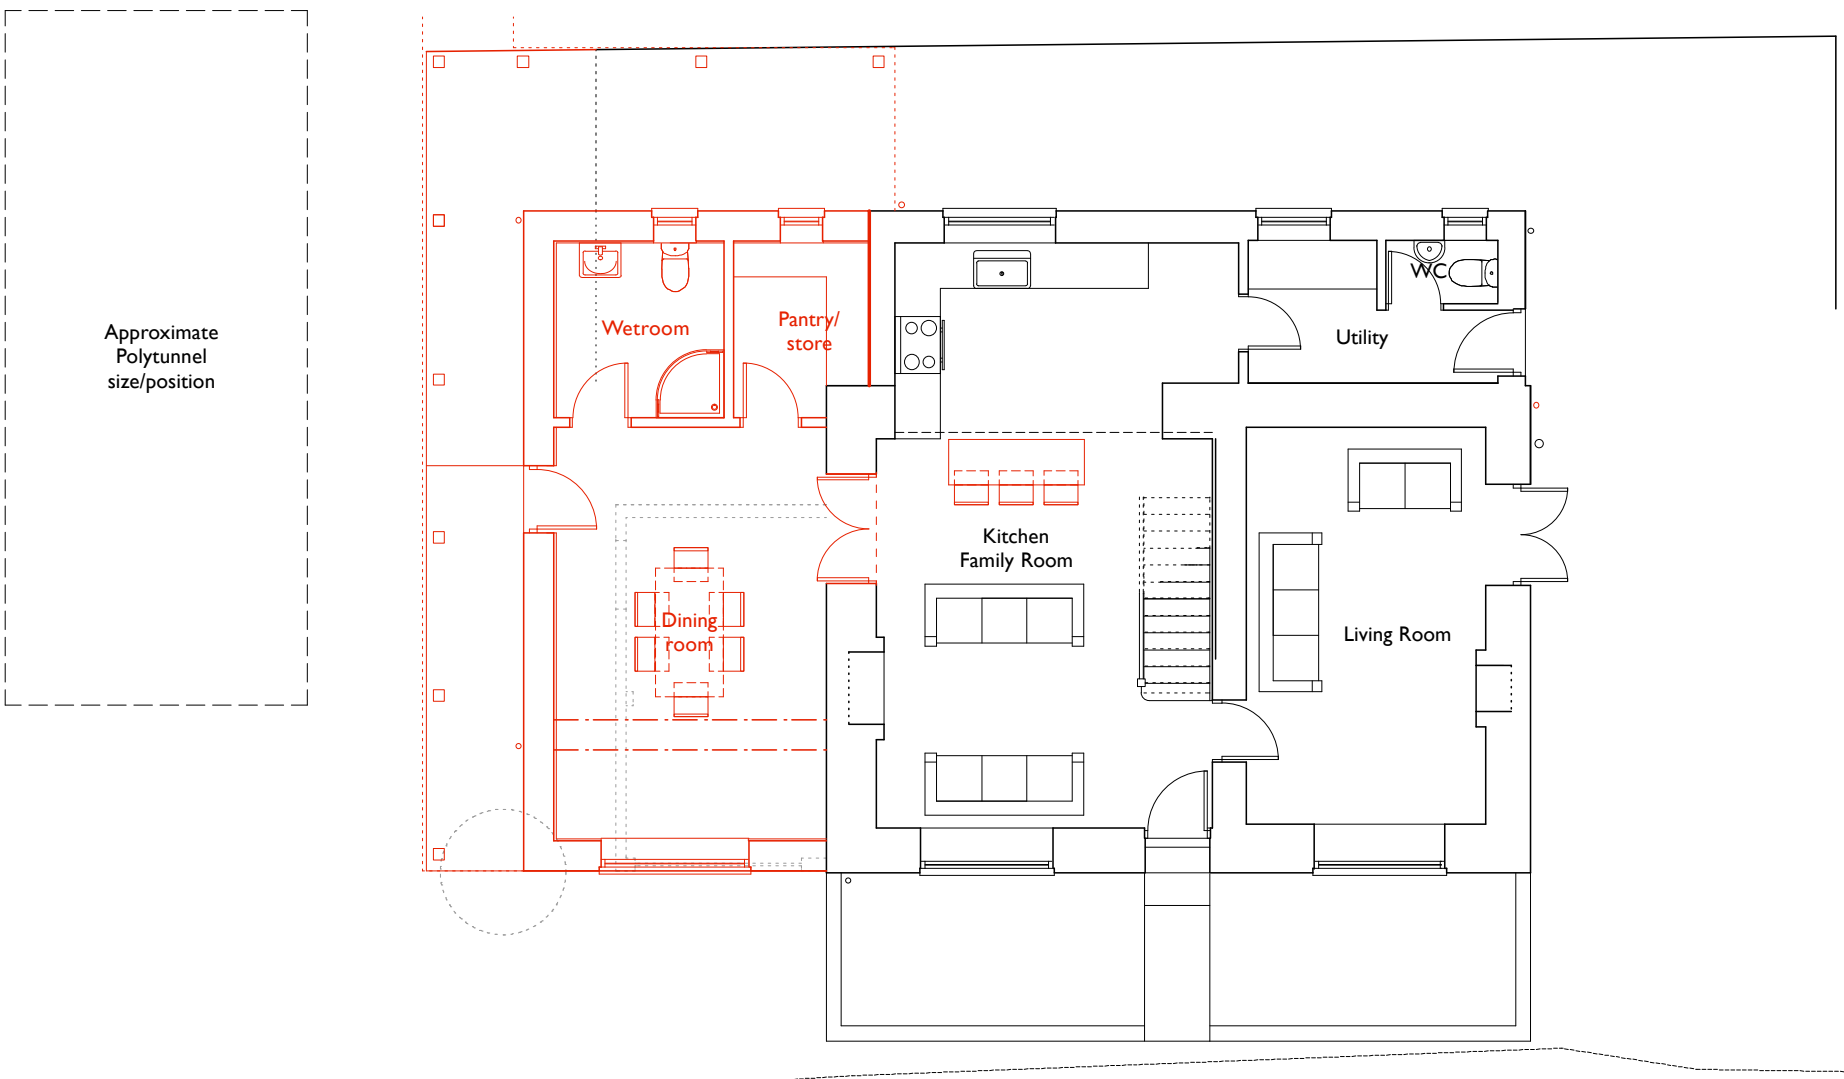 Approximate
Polytunnel
size/position
Wetroom
Pantry/
store
WC
Utility
Kitchen
Family Room
Dining
room
Living Room